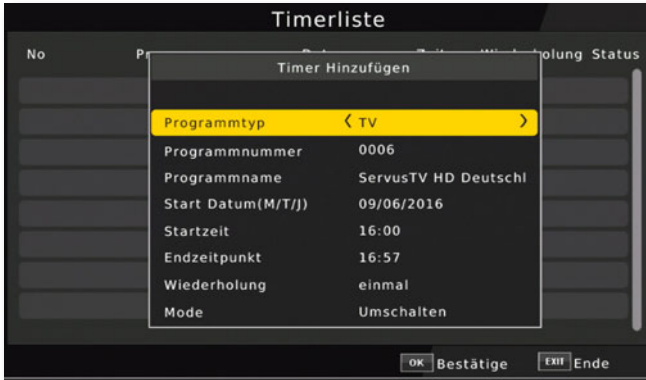 Timerliste
No Status
Timer Hinzufügen
Programmtyp TV
Programmnummer 0006
Programmname ServusTV HD Deutschl
Start Datum(M/T/J) 09/06/2016
Startzeit 16:00
Endzeitpunkt 16:57
Wiederholung einmal
Mode Umschalten
OK Bestätige EXIT Ende